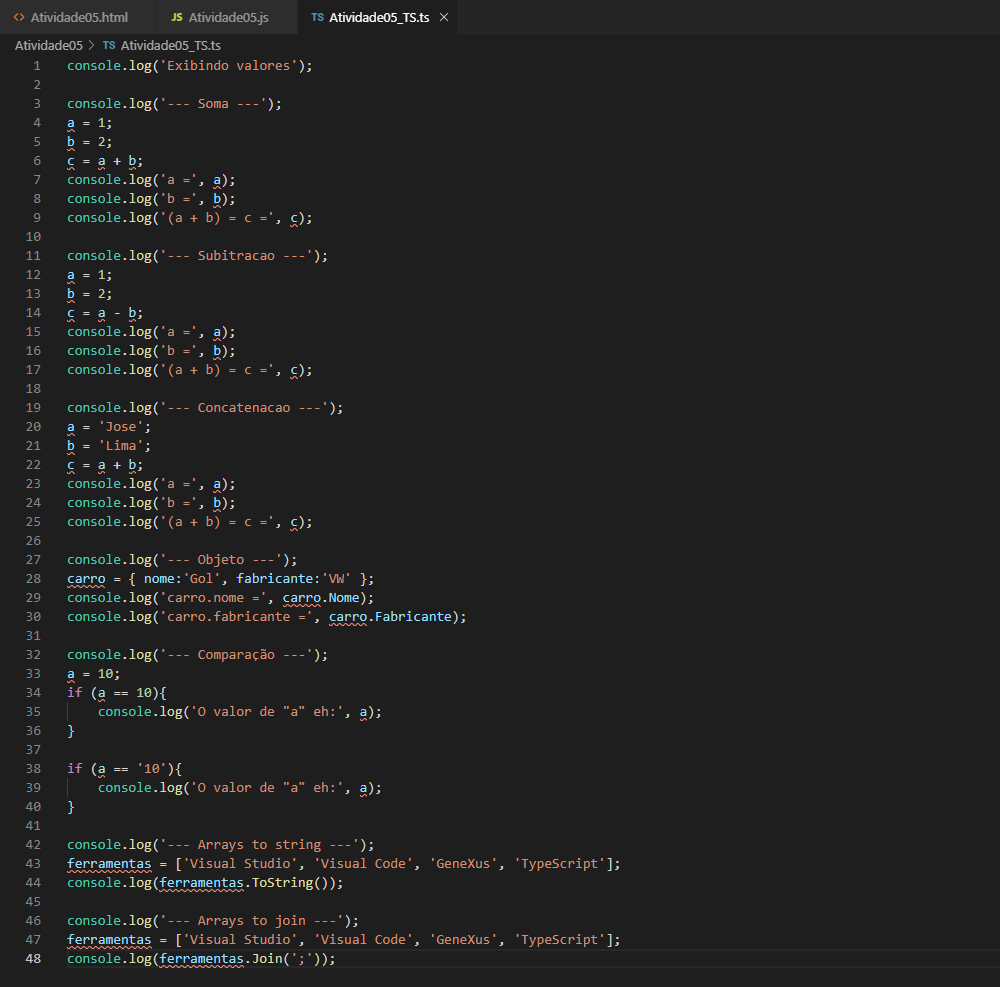 <> Atividade05.html JS Atividade05.js TS Atividade05_TS.ts ×
Atividade05 > TS Atividade05_TS.ts
1 console.log('Exibindo valores');
2
3 console.log('--- Soma ---');
4 a = 1;
5 b = 2;
6 c = a + b;
7 console.log('a =', a);
8 console.log('b =', b);
9 console.log('(a + b) = c =', c);
10
11 console.log('--- Subitracao ---');
12 a = 1;
13 b = 2;
14 c = a - b;
15 console.log('a =', a);
16 console.log('b =', b);
17 console.log('(a + b) = c =', c);
18
19 console.log('--- Concatenacao ---');
20 a = 'Jose';
21 b = 'Lima';
22 c = a + b;
23 console.log('a =', a);
24 console.log('b =', b);
25 console.log('(a + b) = c =', c);
26
27 console.log('--- Objeto ---');
28 carro = { nome:'Gol', fabricante:'VW' };
29 console.log('carro.nome =', carro.Nome);
30 console.log('carro.fabricante =', carro.Fabricante);
31
32 console.log('--- Comparação ---');
33 a = 10;
34 if (a == 10){
35     console.log('O valor de "a" eh:', a);
36 }
37
38 if (a == '10'){
39     console.log('O valor de "a" eh:', a);
40 }
41
42 console.log('--- Arrays to string ---');
43 ferramentas = ['Visual Studio', 'Visual Code', 'GeneXus', 'TypeScript'];
44 console.log(ferramentas.ToString());
45
46 console.log('--- Arrays to join ---');
47 ferramentas = ['Visual Studio', 'Visual Code', 'GeneXus', 'TypeScript'];
48 console.log(ferramentas.Join(';'));